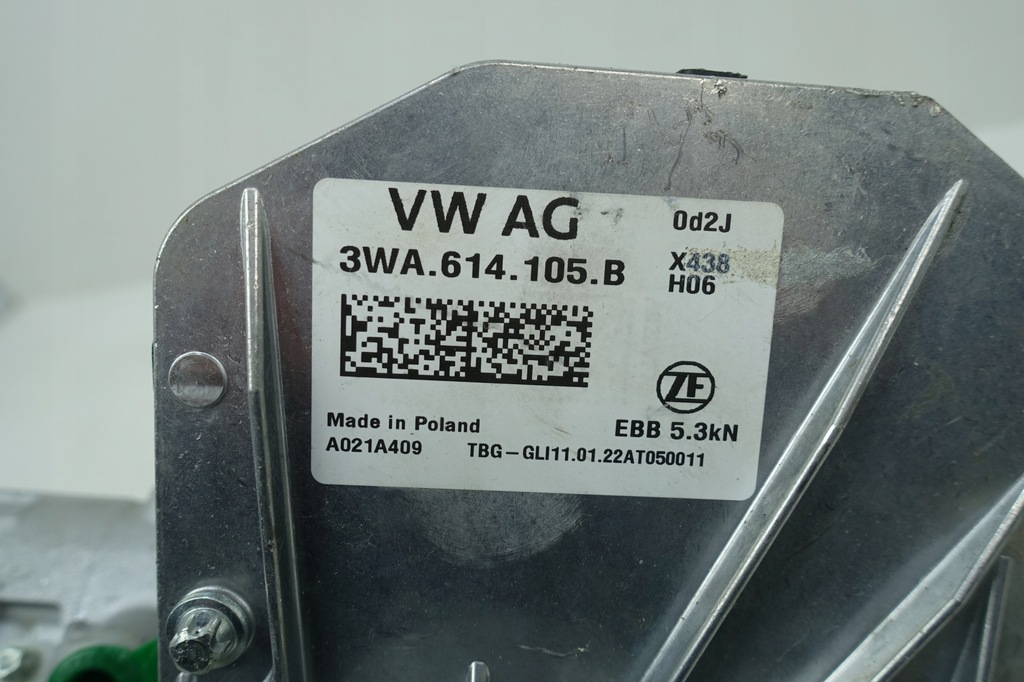 VW AG
0d2J
3WA.614.105.B
X438
H06
ZF
Made in Poland
EBB 5.3kN
A021A409
TBG-GLI11.01.22AT050011